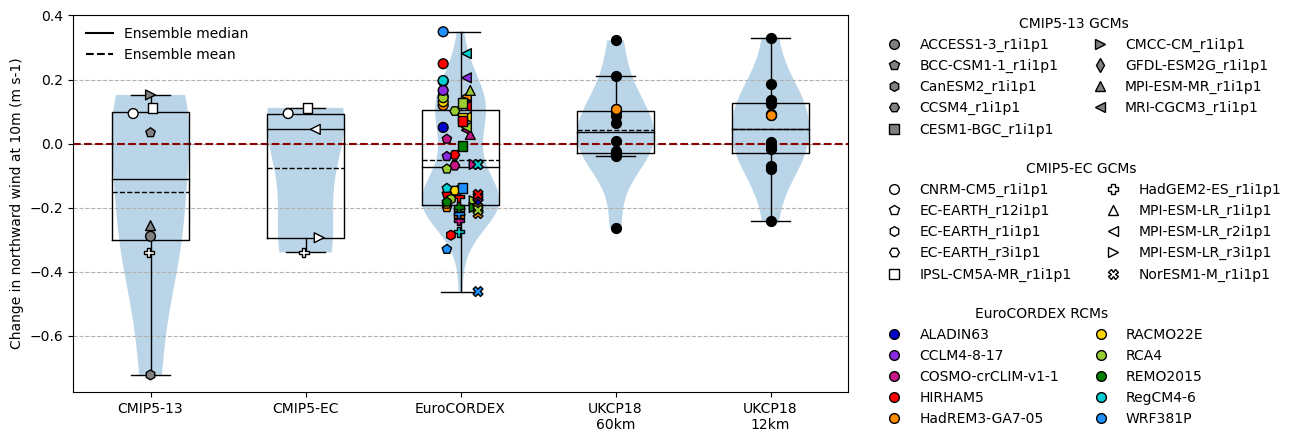 Change in northward wind at 10m (m s-1)
0.4
0.2
0.0
−0.2
−0.4
−0.6
Ensemble median
Ensemble mean
CMIP5-13
CMIP5-EC
EuroCORDEX
UKCP18
60km
UKCP18
12km
CMIP5-13 GCMs
ACCESS1-3_r1i1p1
BCC-CSM1-1_r1i1p1
CanESM2_r1i1p1
CCSM4_r1i1p1
CESM1-BGC_r1i1p1
CMCC-CM_r1i1p1
GFDL-ESM2G_r1i1p1
MPI-ESM-MR_r1i1p1
MRI-CGCM3_r1i1p1
CMIP5-EC GCMs
CNRM-CM5_r1i1p1
EC-EARTH_r12i1p1
EC-EARTH_r1i1p1
EC-EARTH_r3i1p1
IPSL-CM5A-MR_r1i1p1
HadGEM2-ES_r1i1p1
MPI-ESM-LR_r1i1p1
MPI-ESM-LR_r2i1p1
MPI-ESM-LR_r3i1p1
NorESM1-M_r1i1p1
EuroCORDEX RCMs
ALADIN63
CCLM4-8-17
COSMO-crCLIM-v1-1
HIRHAM5
HadREM3-GA7-05
RACMO22E
RCA4
REMO2015
RegCM4-6
WRF381P